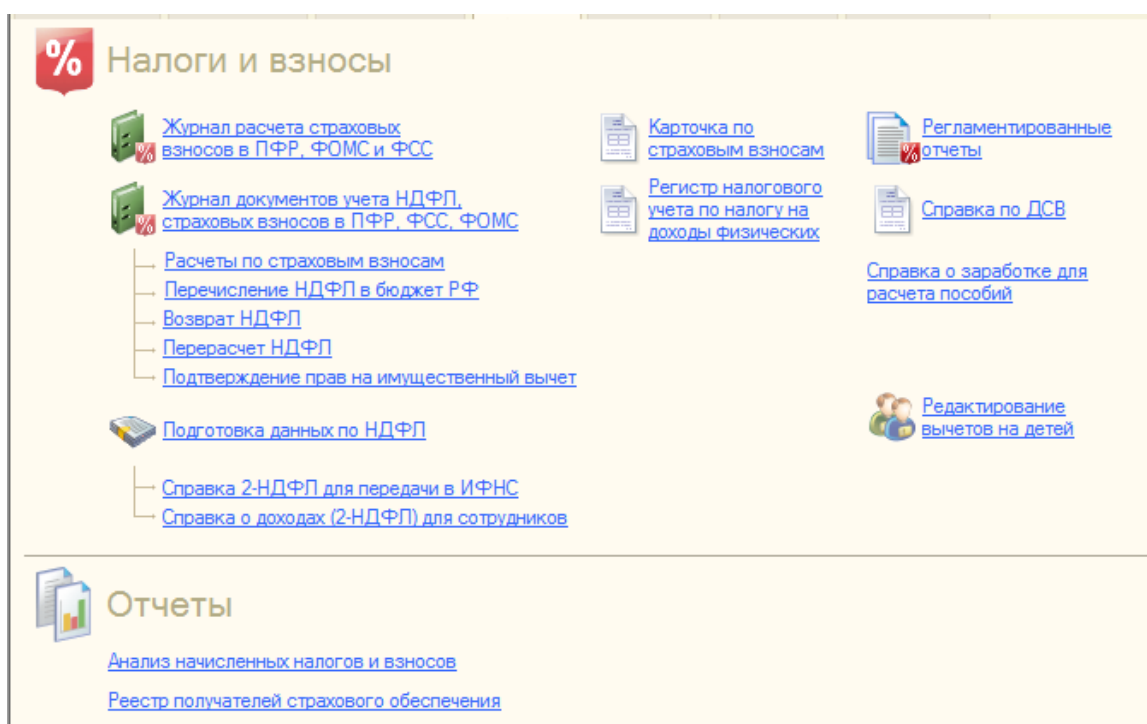 %
Налоги и взносы
Журнал расчета страховых
взносов в ПФР, ФОМС и ФСС
Журнал документов учета НДФЛ,
страховых взносов в ПФР, ФСС, ФОМС
Расчеты по страховым взносам
Перечисление НДФЛ в бюджет РФ
Возврат НДФЛ
Перерасчет НДФЛ
Подтверждение прав на имущественный вычет
Подготовка данных по НДФЛ
Справка 2-НДФЛ для передачи в ИФНС
Справка о доходах (2-НДФЛ) для сотрудников
Карточка по
страховым взносам
Регистр налогового
учета по налогу на
доходы физических
Регламентированные
отчеты
Справка по ДСВ
Справка о заработке для
расчета пособий
Редактирование
вычетов на детей
Отчеты
Анализ начисленных налогов и взносов
Реестр получателей страхового обеспечения